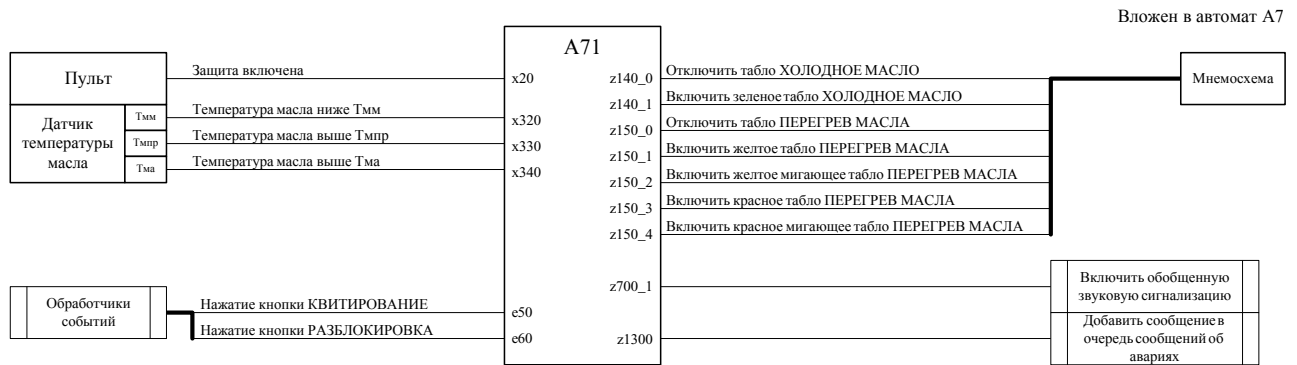 Вложен в автомат А7
А71
Пульт
Защита включена
x20
z140_0
Отключить табло ХОЛОДНОЕ МАСЛО
Мнемосхема
z140_1
Включить зеленое табло ХОЛОДНОЕ МАСЛО
Датчик
температуры
масла
Тмм
Температура масла ниже Тмм
x320
z150_0
Отключить табло ПЕРЕГРЕВ МАСЛА
Тмпр
Температура масла выше Тмпр
x330
z150_1
Включить желтое табло ПЕРЕГРЕВ МАСЛА
Тма
Температура масла выше Тма
x340
z150_2
Включить желтое мигающее табло ПЕРЕГРЕВ МАСЛА
z150_3
Включить красное табло ПЕРЕГРЕВ МАСЛА
z150_4
Включить красное мигающее табло ПЕРЕГРЕВ МАСЛА
Обработчики
событий
Нажатие кнопки КВИТИРОВАНИЕ
e50
z700_1
Включить обобщенную
звуковую сигнализацию
Нажатие кнопки РАЗБЛОКИРОВКА
e60
z1300
Добавить сообщение в
очередь сообщений об
авариях